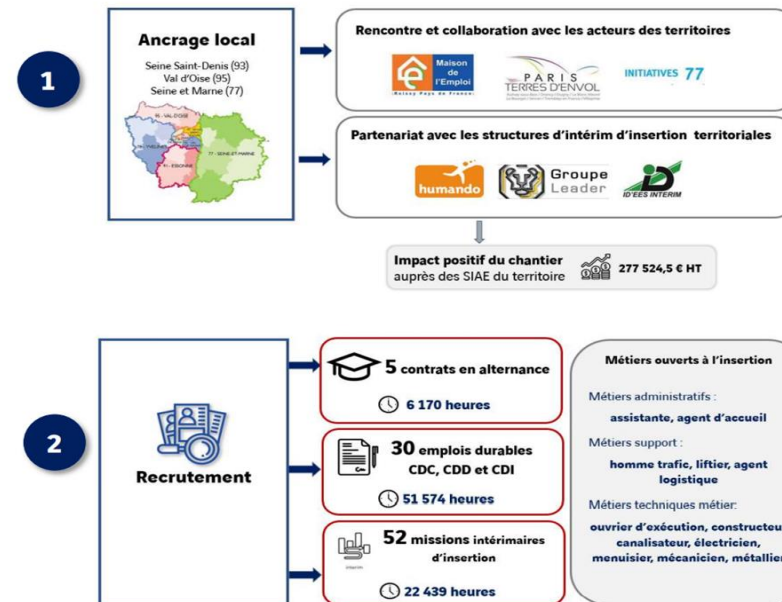 1
Ancrage local
Seine Saint-Denis (93)
Val d'Oise (95)
Seine et Marne (77)
95 - VAL-D'OISE
77 - SEINE-ET-MARNE
91 - ESSONNE
Rencontre et collaboration avec les acteurs des territoires
Maison
de
l'Emploi
Roissy Pays de France
PARIS
TERRES D'ENVOL
INITIATIVES 77
Partenariat avec les structures d'intérim d'insertion territoriales
humando
Groupe
Leader
ID'EES INTERIM
Impact positif du chantier
auprès des SIAE du territoire
277 524,5 € HT
2
Recrutement
5 contrats en alternance
6 170 heures
30 emplois durables
CDC, CDD et CDI
51 574 heures
52 missions intérimaires
d'insertion
22 439 heures
Métiers ouverts à l'insertion
Métiers administratifs :
assistante, agent d'accueil
Métiers support :
homme trafic, liftier, agent
logistique
Métiers techniques métier:
ouvrier d'exécution, constructeu
canalisateur, électricien,
menuisier, mécanicien, métallie